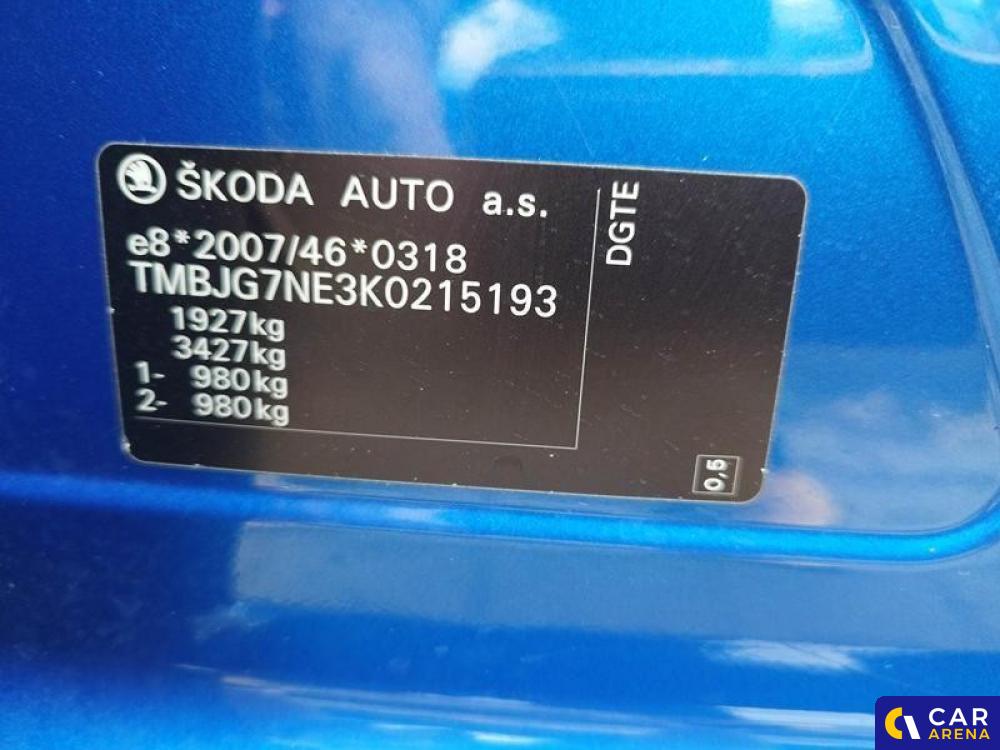 ŠKODA AUTO a.s.
e8*2007/46*0318
TMBJG7NE3K0215193
1927kg
3427kg
1- 980kg
2- 980kg
DGTE
0,5
CAR
ARENA